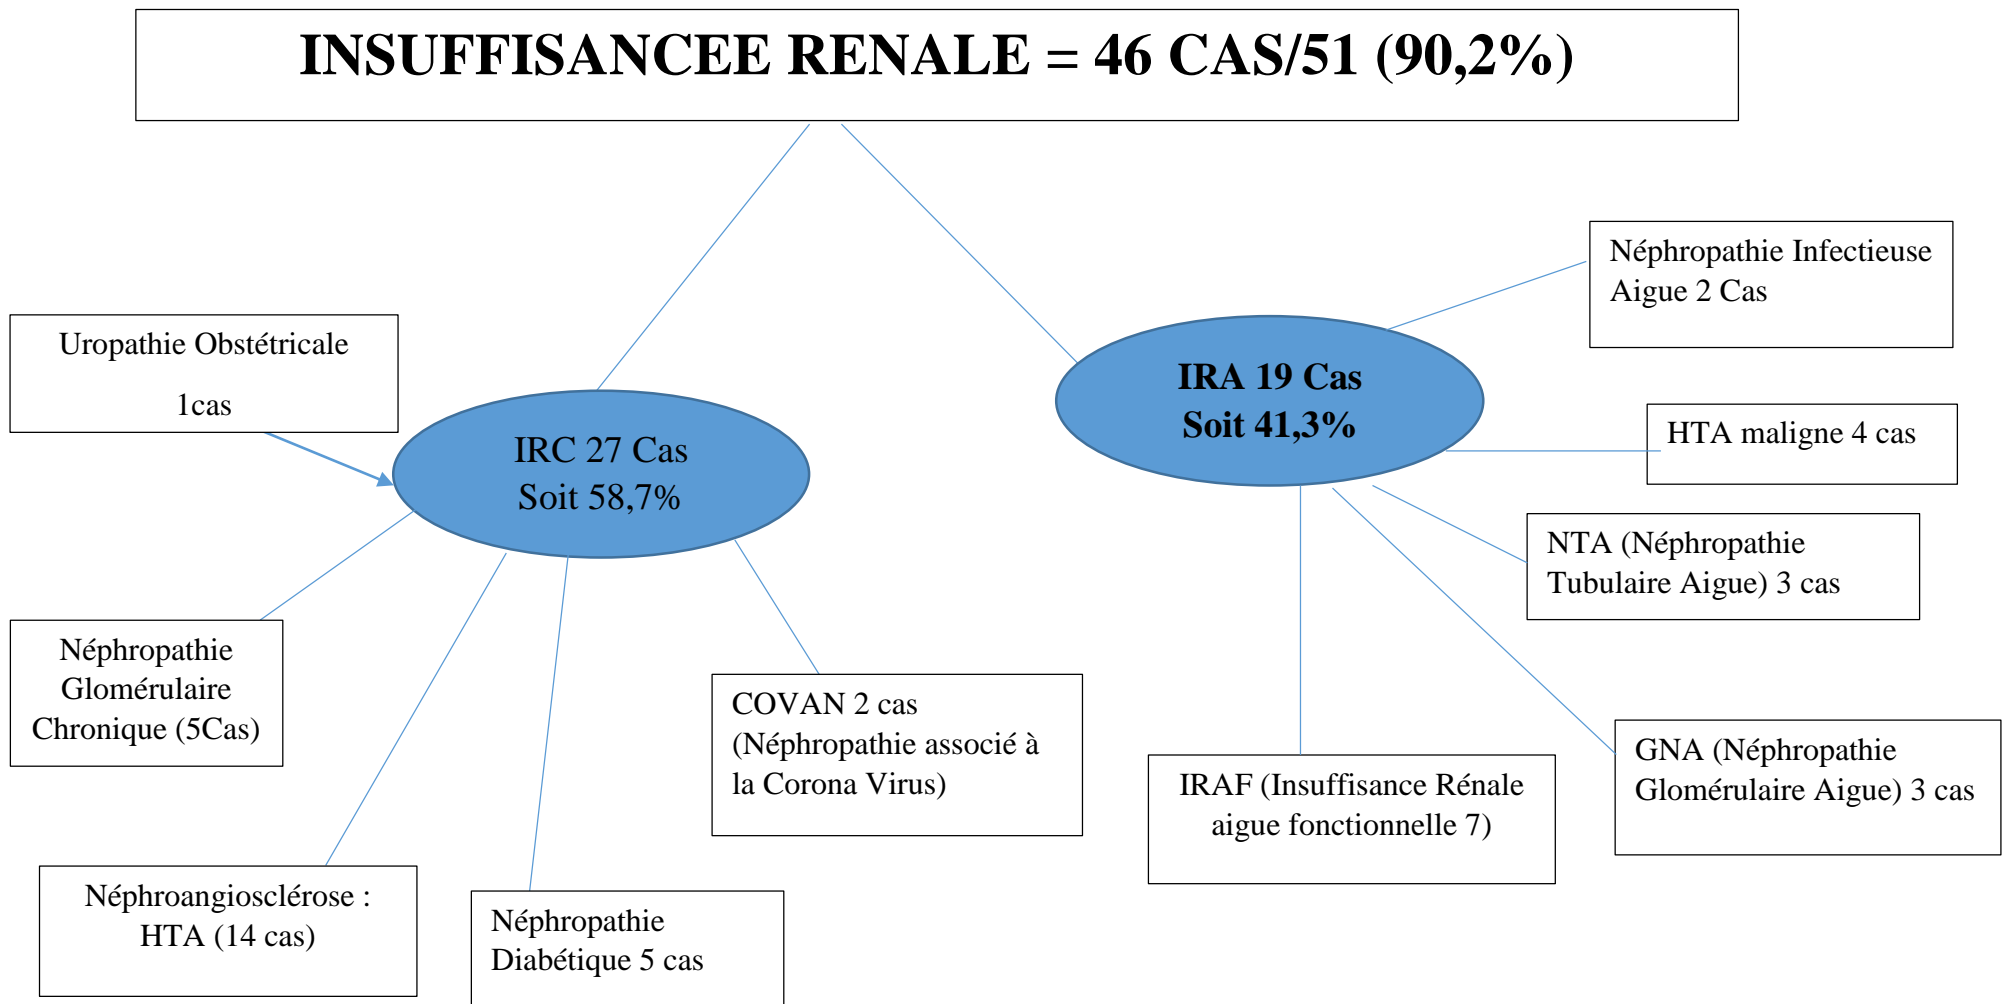 INSUFFISANCEE RENALE = 46 CAS/51 (90,2%)
Néphropathie Infectieuse
Aigue 2 Cas
Uropathie Obstétricale
1cas
IRA 19 Cas
Soit 41,3%
HTA maligne 4 cas
IRC 27 Cas
Soit 58,7%
NTA (Néphropathie
Tubulaire Aigue) 3 cas
Néphropathie
Glomérulaire
Chronique (5Cas)
COVAN 2 cas
(Néphropathie associé à
la Corona Virus)
IRAF (Insuffisance Rénale
aigue fonctionnelle 7)
GNA (Néphropathie
Glomérulaire Aigue) 3 cas
Néphroangiosclérose :
HTA (14 cas)
Néphropathie
Diabétique 5 cas